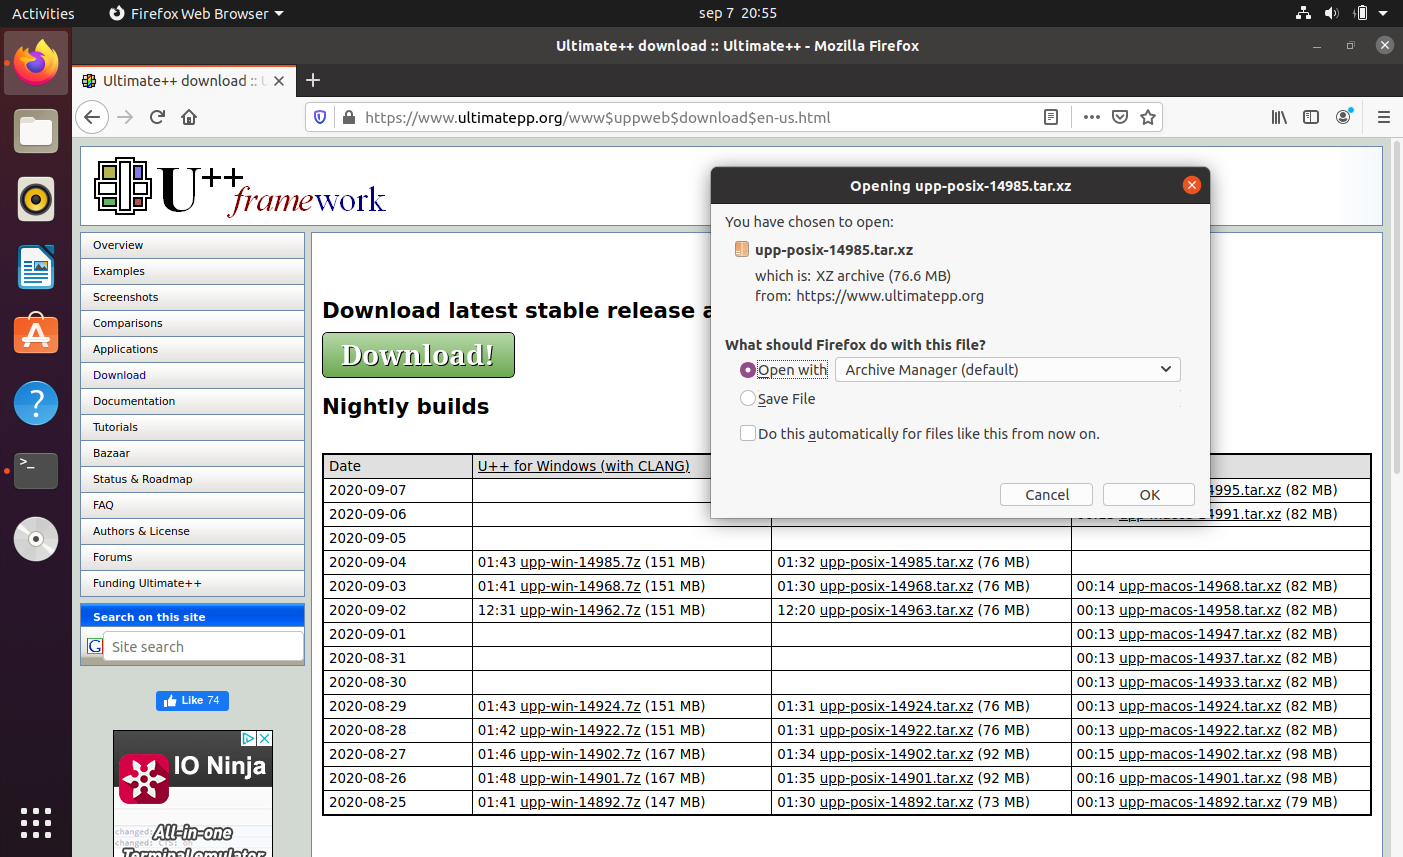 Activities
Firefox Web Browser
sep 7 20:55
Ultimate++ download :: Ultimate++ - Mozilla Firefox
Ultimate++ download :: U
https://www.ultimatepp.org/www$uppweb$download$en-us.html
U++ framework
Overview
Examples
Screenshots
Comparisons
Applications
Download
Documentation
Tutorials
Bazaar
Status & Roadmap
FAQ
Authors & License
Forums
Funding Ultimate++
Search on this site
G Site search
Like 74
IO Ninja
changed:
All-in-one
changed: CTS: on
Terminal emulator
Download latest stable release
Download!
Nightly builds
Date U++ for Windows (with CLANG)
2020-09-07 4995.tar.xz (82 MB)
2020-09-06 upp-macos-14991.tar.xz (82 MB)
2020-09-05
2020-09-04 01:43 upp-win-14985.7z (151 MB) 01:32 upp-posix-14985.tar.xz (76 MB)
2020-09-03 01:41 upp-win-14968.7z (151 MB) 01:30 upp-posix-14968.tar.xz (76 MB) 00:14 upp-macos-14968.tar.xz (82 MB)
2020-09-02 12:31 upp-win-14962.7z (151 MB) 12:20 upp-posix-14963.tar.xz (76 MB) 00:13 upp-macos-14958.tar.xz (82 MB)
2020-09-01 00:13 upp-macos-14947.tar.xz (82 MB)
2020-08-31 00:13 upp-macos-14937.tar.xz (82 MB)
2020-08-30 00:13 upp-macos-14933.tar.xz (82 MB)
2020-08-29 01:43 upp-win-14924.7z (151 MB) 01:31 upp-posix-14924.tar.xz (76 MB) 00:13 upp-macos-14924.tar.xz (82 MB)
2020-08-28 01:42 upp-win-14922.7z (151 MB) 01:31 upp-posix-14922.tar.xz (76 MB) 00:13 upp-macos-14922.tar.xz (82 MB)
2020-08-27 01:46 upp-win-14902.7z (167 MB) 01:34 upp-posix-14902.tar.xz (92 MB) 00:15 upp-macos-14902.tar.xz (98 MB)
2020-08-26 01:48 upp-win-14901.7z (167 MB) 01:35 upp-posix-14901.tar.xz (92 MB) 00:16 upp-macos-14901.tar.xz (98 MB)
2020-08-25 01:41 upp-win-14892.7z (147 MB) 01:30 upp-posix-14892.tar.xz (73 MB) 00:13 upp-macos-14892.tar.xz (79 MB)
Opening upp-posix-14985.tar.xz
You have chosen to open:
upp-posix-14985.tar.xz
which is: XZ archive (76.6 MB)
from: https://www.ultimatepp.org
What should Firefox do with this file?
Open with Archive Manager (default)
Save File
Do this automatically for files like this from now on.
Cancel
OK